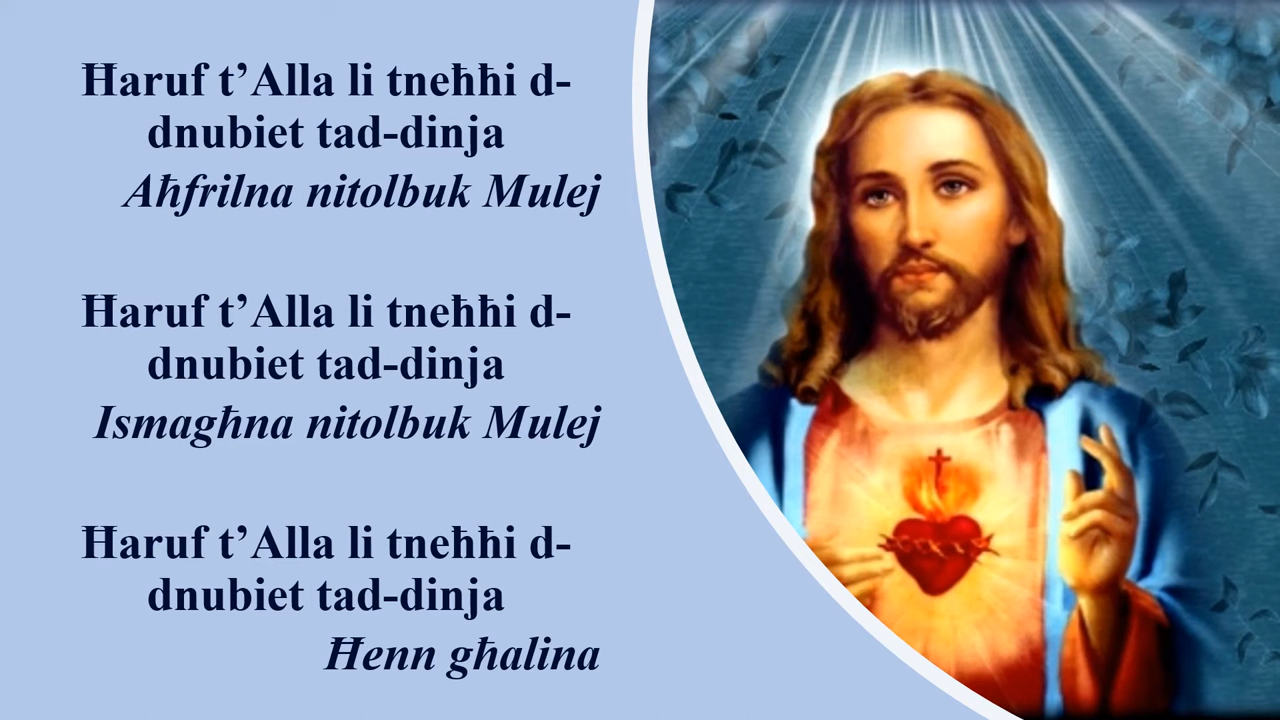 Ħaruf t’Alla li tneħħi d-
dnubiet tad-dinja
Aħfrilna nitolbuk Mulej
Ħaruf t’Alla li tneħħi d-
dnubiet tad-dinja
Ismagħna nitolbuk Mulej
Ħaruf t’Alla li tneħħi d-
dnubiet tad-dinja
Ħenn għalina